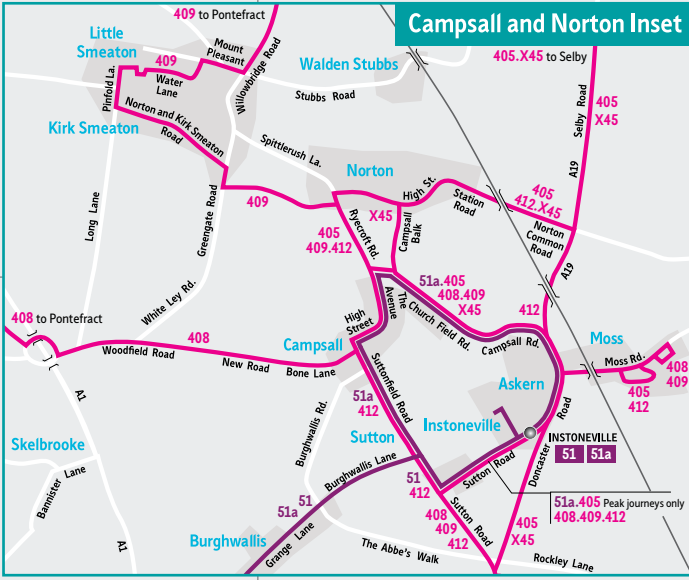 Campsall and Norton Inset
409 to Pontefract
Little
Smeaton
Mount
Pleasant
409
Water
Lane
Pinfold La.
Willowbridge Road
Walden Stubbs
Stubbs Road
405.X45 to Selby
Selby Road
405
X45
A19
Kirk Smeaton
Norton and Kirk Smeaton
Road
Spittlerush La.
Norton
High St.
Station
Road
405
412.X45
Norton
Common
Road
A19
Long Lane
Greengate Road
409
405
409.412
Ryecroft Rd.
X45
Campsall
Balk
51a.405
408.409
X45
Church Field Rd.
The
Avenue
High
Street
412
Campsall Rd.
Moss
Moss Rd.
408
409
405
412
408 to Pontefract
White Ley Rd.
408
Woodfield Road
New Road
Bone Lane
Campsall
Askern
A1
51a
412
Suttonfield Road
Instoneville
Road
Doncaster
INSTONEVILLE
51
51a
Skelbrooke
Bannister Lane
Burghwallis Rd.
Sutton
Burghwallis Lane
51
412
Sutton Road
51a.405 Peak journeys only
408.409.412
51
51a
Grange Lane
408
409
412
Sutton Road
405
X45
A1
Burghwallis
The Abbe's Walk
Rockley Lane